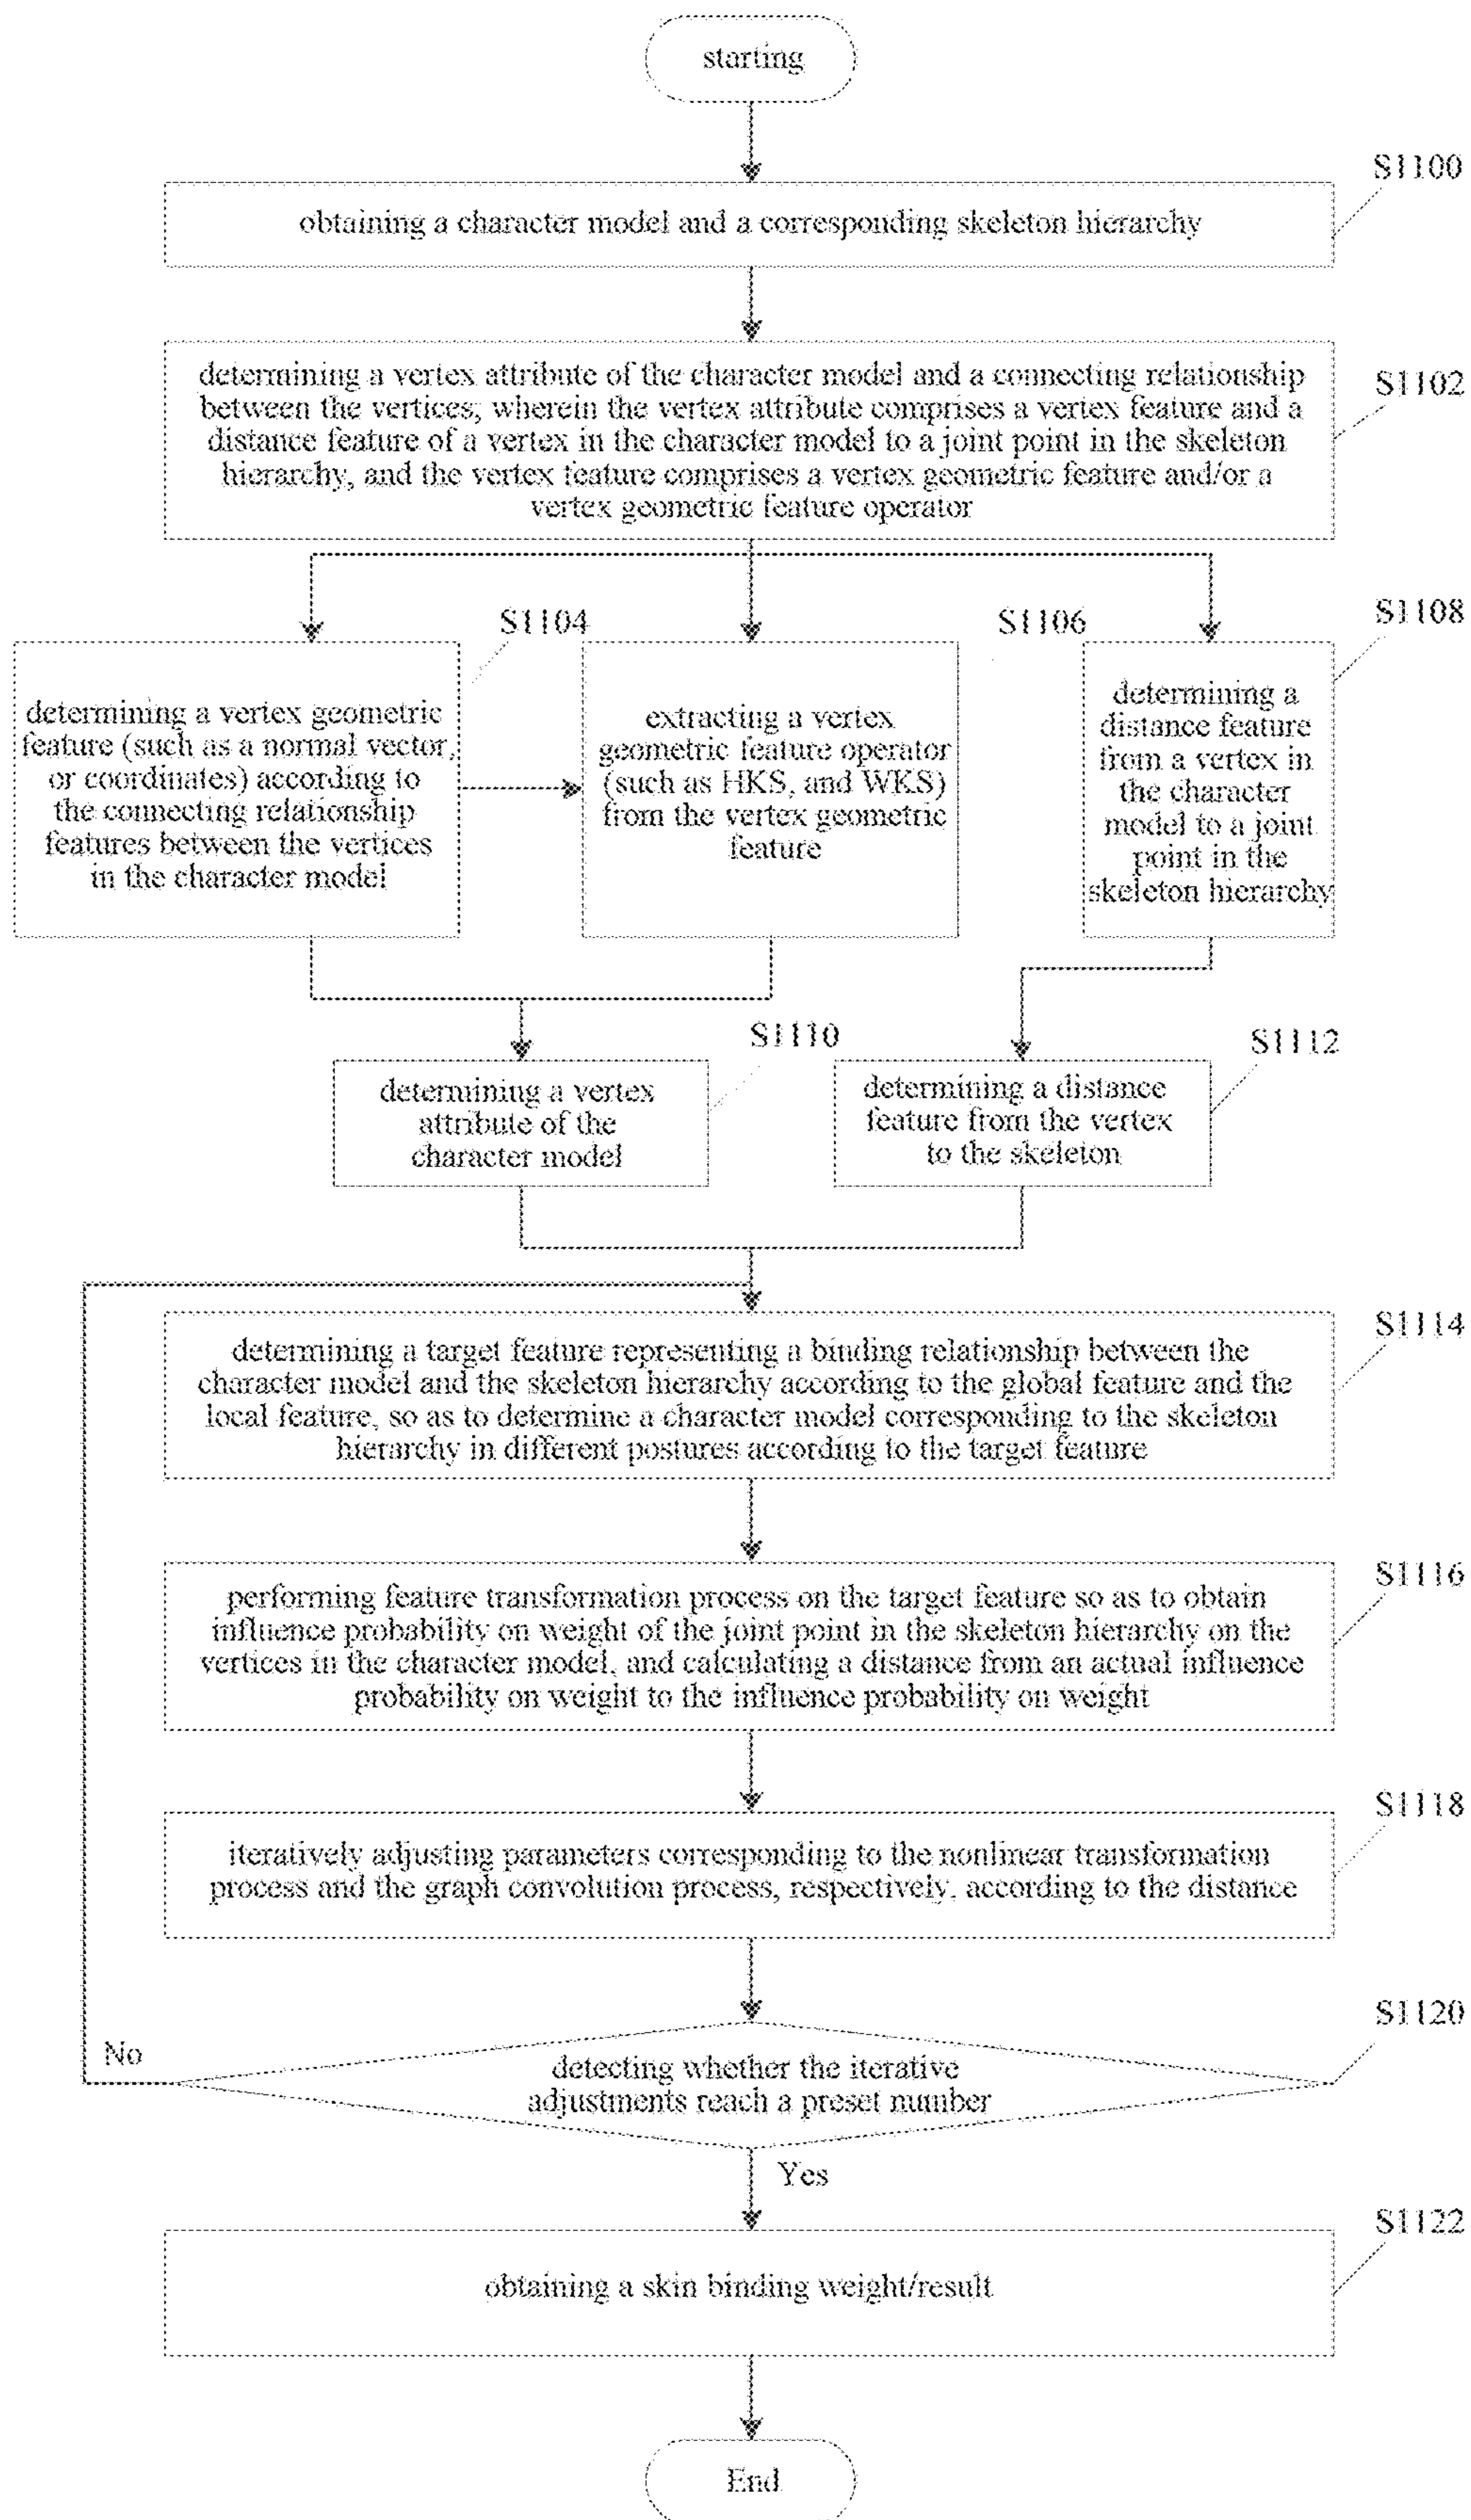 starting
S1100
obtaining a character model and a corresponding skeleton hierarchy
S1102
determining a vertex attribute of the character model and a connecting relationship
between the vertices; wherein the vertex attribute comprises a vertex feature and a
distance feature of a vertex in the character model to a joint point in the skeleton
hierarchy, and the vertex feature comprises a vertex geometric feature and/or a
vertex geometric feature operator
S1104
determining a vertex geometric
feature (such as a normal vector,
or coordinates) according to
the connecting relationship
features between the vertices
in the character model
S1106
extracting a vertex
geometric feature operator
(such as HKS, and WKS)
from the vertex geometric
feature
S1108
determining a
distance feature
from a vertex in
the character
model to a joint
point in the
skeleton hierarchy
S1110
determining a vertex
attribute of the
character model
S1112
determining a distance
feature from the vertex
to the skeleton
S1114
determining a target feature representing a binding relationship between the
character model and the skeleton hierarchy according to the global feature and the
local feature, so as to determine a character model corresponding to the skeleton
hierarchy in different postures according to the target feature
S1116
performing feature transformation process on the target feature so as to obtain
influence probability on weight of the joint point in the skeleton hierarchy on the
vertices in the character model, and calculating a distance from an actual influence
probability on weight to the influence probability on weight
S1118
iteratively adjusting parameters corresponding to the nonlinear transformation
process and the graph convolution process, respectively, according to the distance
S1120
No
detecting whether the iterative
adjustments reach a preset number
Yes
S1122
obtaining a skin binding weight/result
End